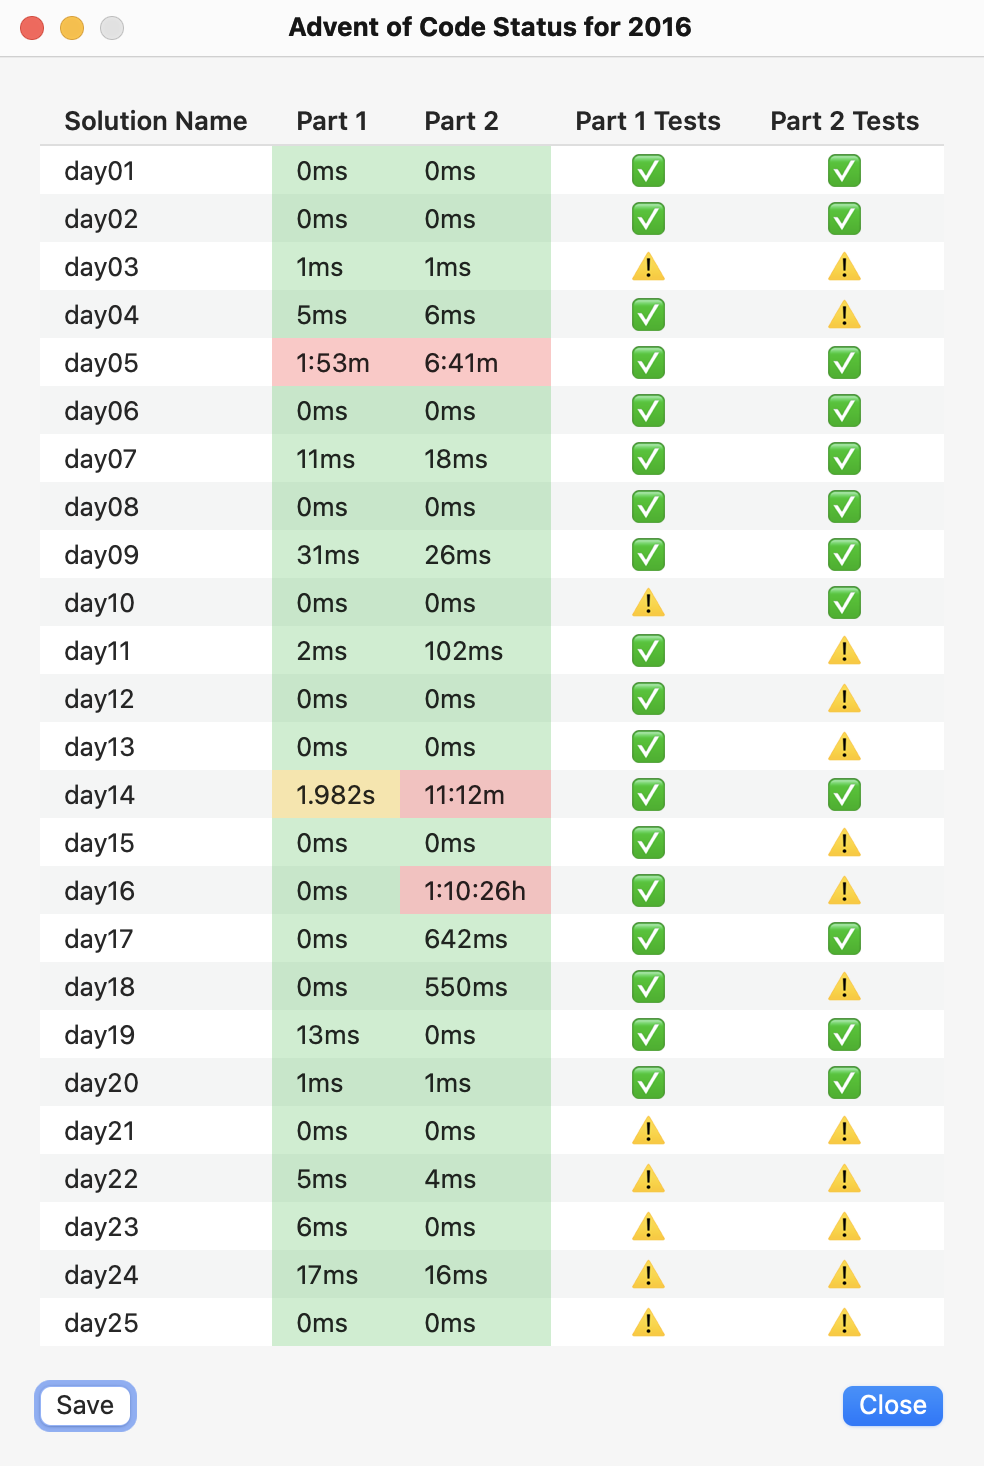 Advent of Code Status for 2016
Solution Name Part 1 Part 2 Part 1 Tests Part 2 Tests
day01 0ms 0ms ✅ ✅
day02 0ms 0ms ✅ ✅
day03 1ms 1ms ⚠️ ⚠️
day04 5ms 6ms ✅ ⚠️
day05 1:53m 6:41m ✅ ✅
day06 0ms 0ms ✅ ✅
day07 11ms 18ms ✅ ✅
day08 0ms 0ms ✅ ✅
day09 31ms 26ms ✅ ✅
day10 0ms 0ms ⚠️ ✅
day11 2ms 102ms ✅ ⚠️
day12 0ms 0ms ✅ ⚠️
day13 0ms 0ms ✅ ⚠️
day14 1.982s 11:12m ✅ ✅
day15 0ms 0ms ✅ ⚠️
day16 0ms 1:10:26h ✅ ⚠️
day17 0ms 642ms ✅ ✅
day18 0ms 550ms ✅ ⚠️
day19 13ms 0ms ✅ ✅
day20 1ms 1ms ✅ ✅
day21 0ms 0ms ⚠️ ⚠️
day22 5ms 4ms ⚠️ ⚠️
day23 6ms 0ms ⚠️ ⚠️
day24 17ms 16ms ⚠️ ⚠️
day25 0ms 0ms ⚠️ ⚠️
Save Close